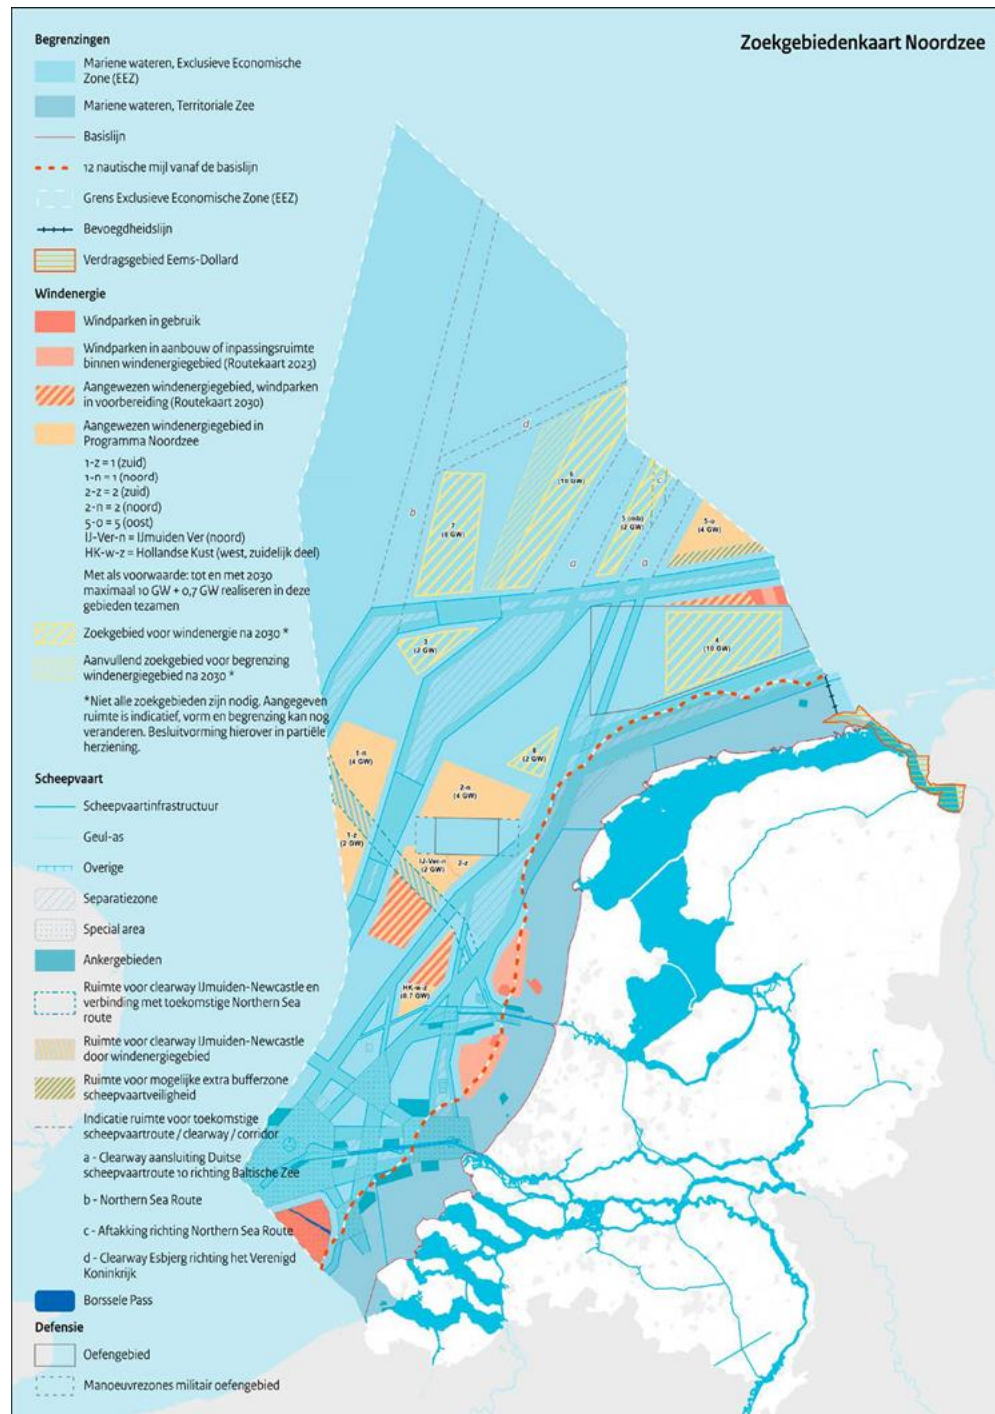 Zoekgebiedenkaart Noordzee
Begrenzingen
Mariene wateren, Exclusieve Economische
Zone (EEZ)
Mariene wateren, Territoriale Zee
Basislijn
12 nautische mijl vanaf de basislijn
Grens Exclusieve Economische Zone (EEZ)
Bevoegdheidslijn
Verdragsgebied Eems-Dollard
Windenergie
Windparken in gebruik
Windparken in aanbouw of inpassingsruimte
binnen windenergiegebied (Routekaart 2023)
Aangewezen windenergiegebied, windparken
in voorbereiding (Routekaart 2030)
Aangewezen windenergiegebied in
Programma Noordzee
1-z = 1 (zuid)
1-n = 1 (noord)
2-z = 2 (zuid)
2-n = 2 (noord)
5-o = 5 (oost)
IJ-Ver-n = IJmuiden Ver (noord)
HK-w-z = Hollandse Kust (west, zuidelijk deel)
Met als voorwaarde: tot en met 2030
maximaal 10 GW + 0,7 GW realiseren in deze
gebieden tezamen
Zoekgebied voor windenergie na 2030 *
Aanvullend zoekgebied voor begrenzing
windenergiegebied na 2030 *
*Niet alle zoekgebieden zijn nodig. Aangegeven
ruimte is indicatief, vorm en begrenzing kan nog
veranderen. Besluitvorming hierover in partiële
herziening.
Scheepvaart
Scheepvaartinfrastructuur
Geul-as
Overige
Separatiezone
Special area
Ankergebieden
Ruimte voor clearway IJmuiden-Newcastle en
verbinding met toekomstige Northern Sea
route
Ruimte voor clearway IJmuiden-Newcastle
door windenergiegebied
Ruimte voor mogelijke extra bufferzone
scheepvaartveiligheid
Indicatie ruimte voor toekomstige
scheepvaartroute / clearway / corridor
a - Clearway aansluiting Duitse
scheepvaartroute 10 richting Baltische Zee
b - Northern Sea Route
c - Aftakking richting Northern Sea Route
d - Clearway Esbjerg richting het Verenigd
Koninkrijk
Borssele Pass
Defensie
Oefengebied
Manoeuvrezones militair oefengebied
d
6
(10 GW)
c
7
(8 GW)
b
5 (mb)
(2 GW)
5-o
(4 GW)
a
a
3
(2 GW)
4
(10 GW)
8
(2 GW)
1-n
(4 GW)
2-n
(4 GW)
1-z
(2 GW)
IJ-Ver-n
(2 GW)
2-z
HK-w-z
(0.7 GW)